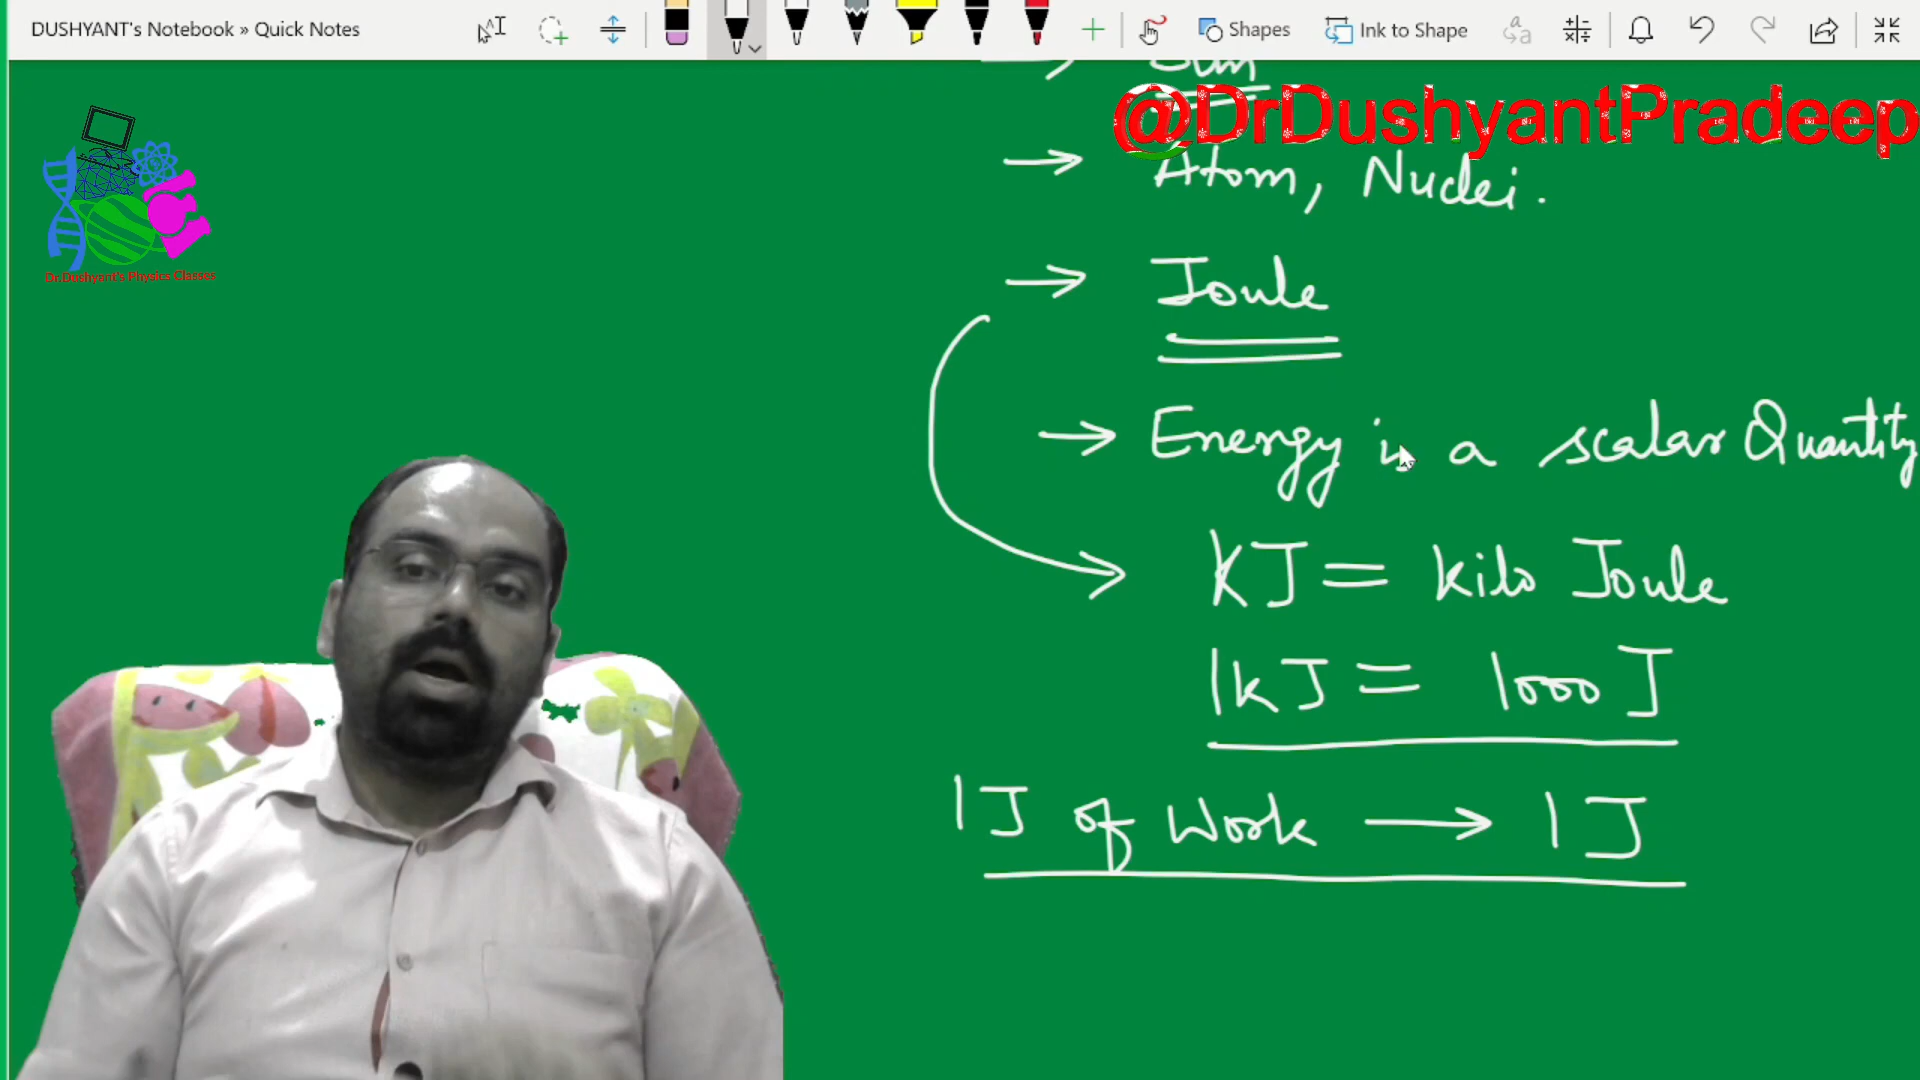 DUSHYANT's Notebook » Quick Notes
Shapes
Ink to Shape
Sun
@DrDushyantPradeep
→ Atom, Nuclei.
Dr Dushyant's Physics Classes
→ Joule
→ Energy is a scalar Quantity
→ KJ = kilo Joule
1kJ = 1000 J
1J of Work → 1J